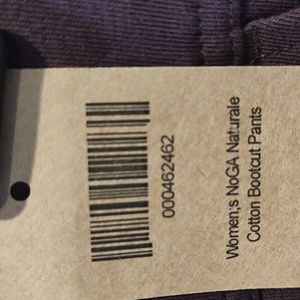 000462462
Women;s NoGA Naturale
Cotton Bootcut Pants